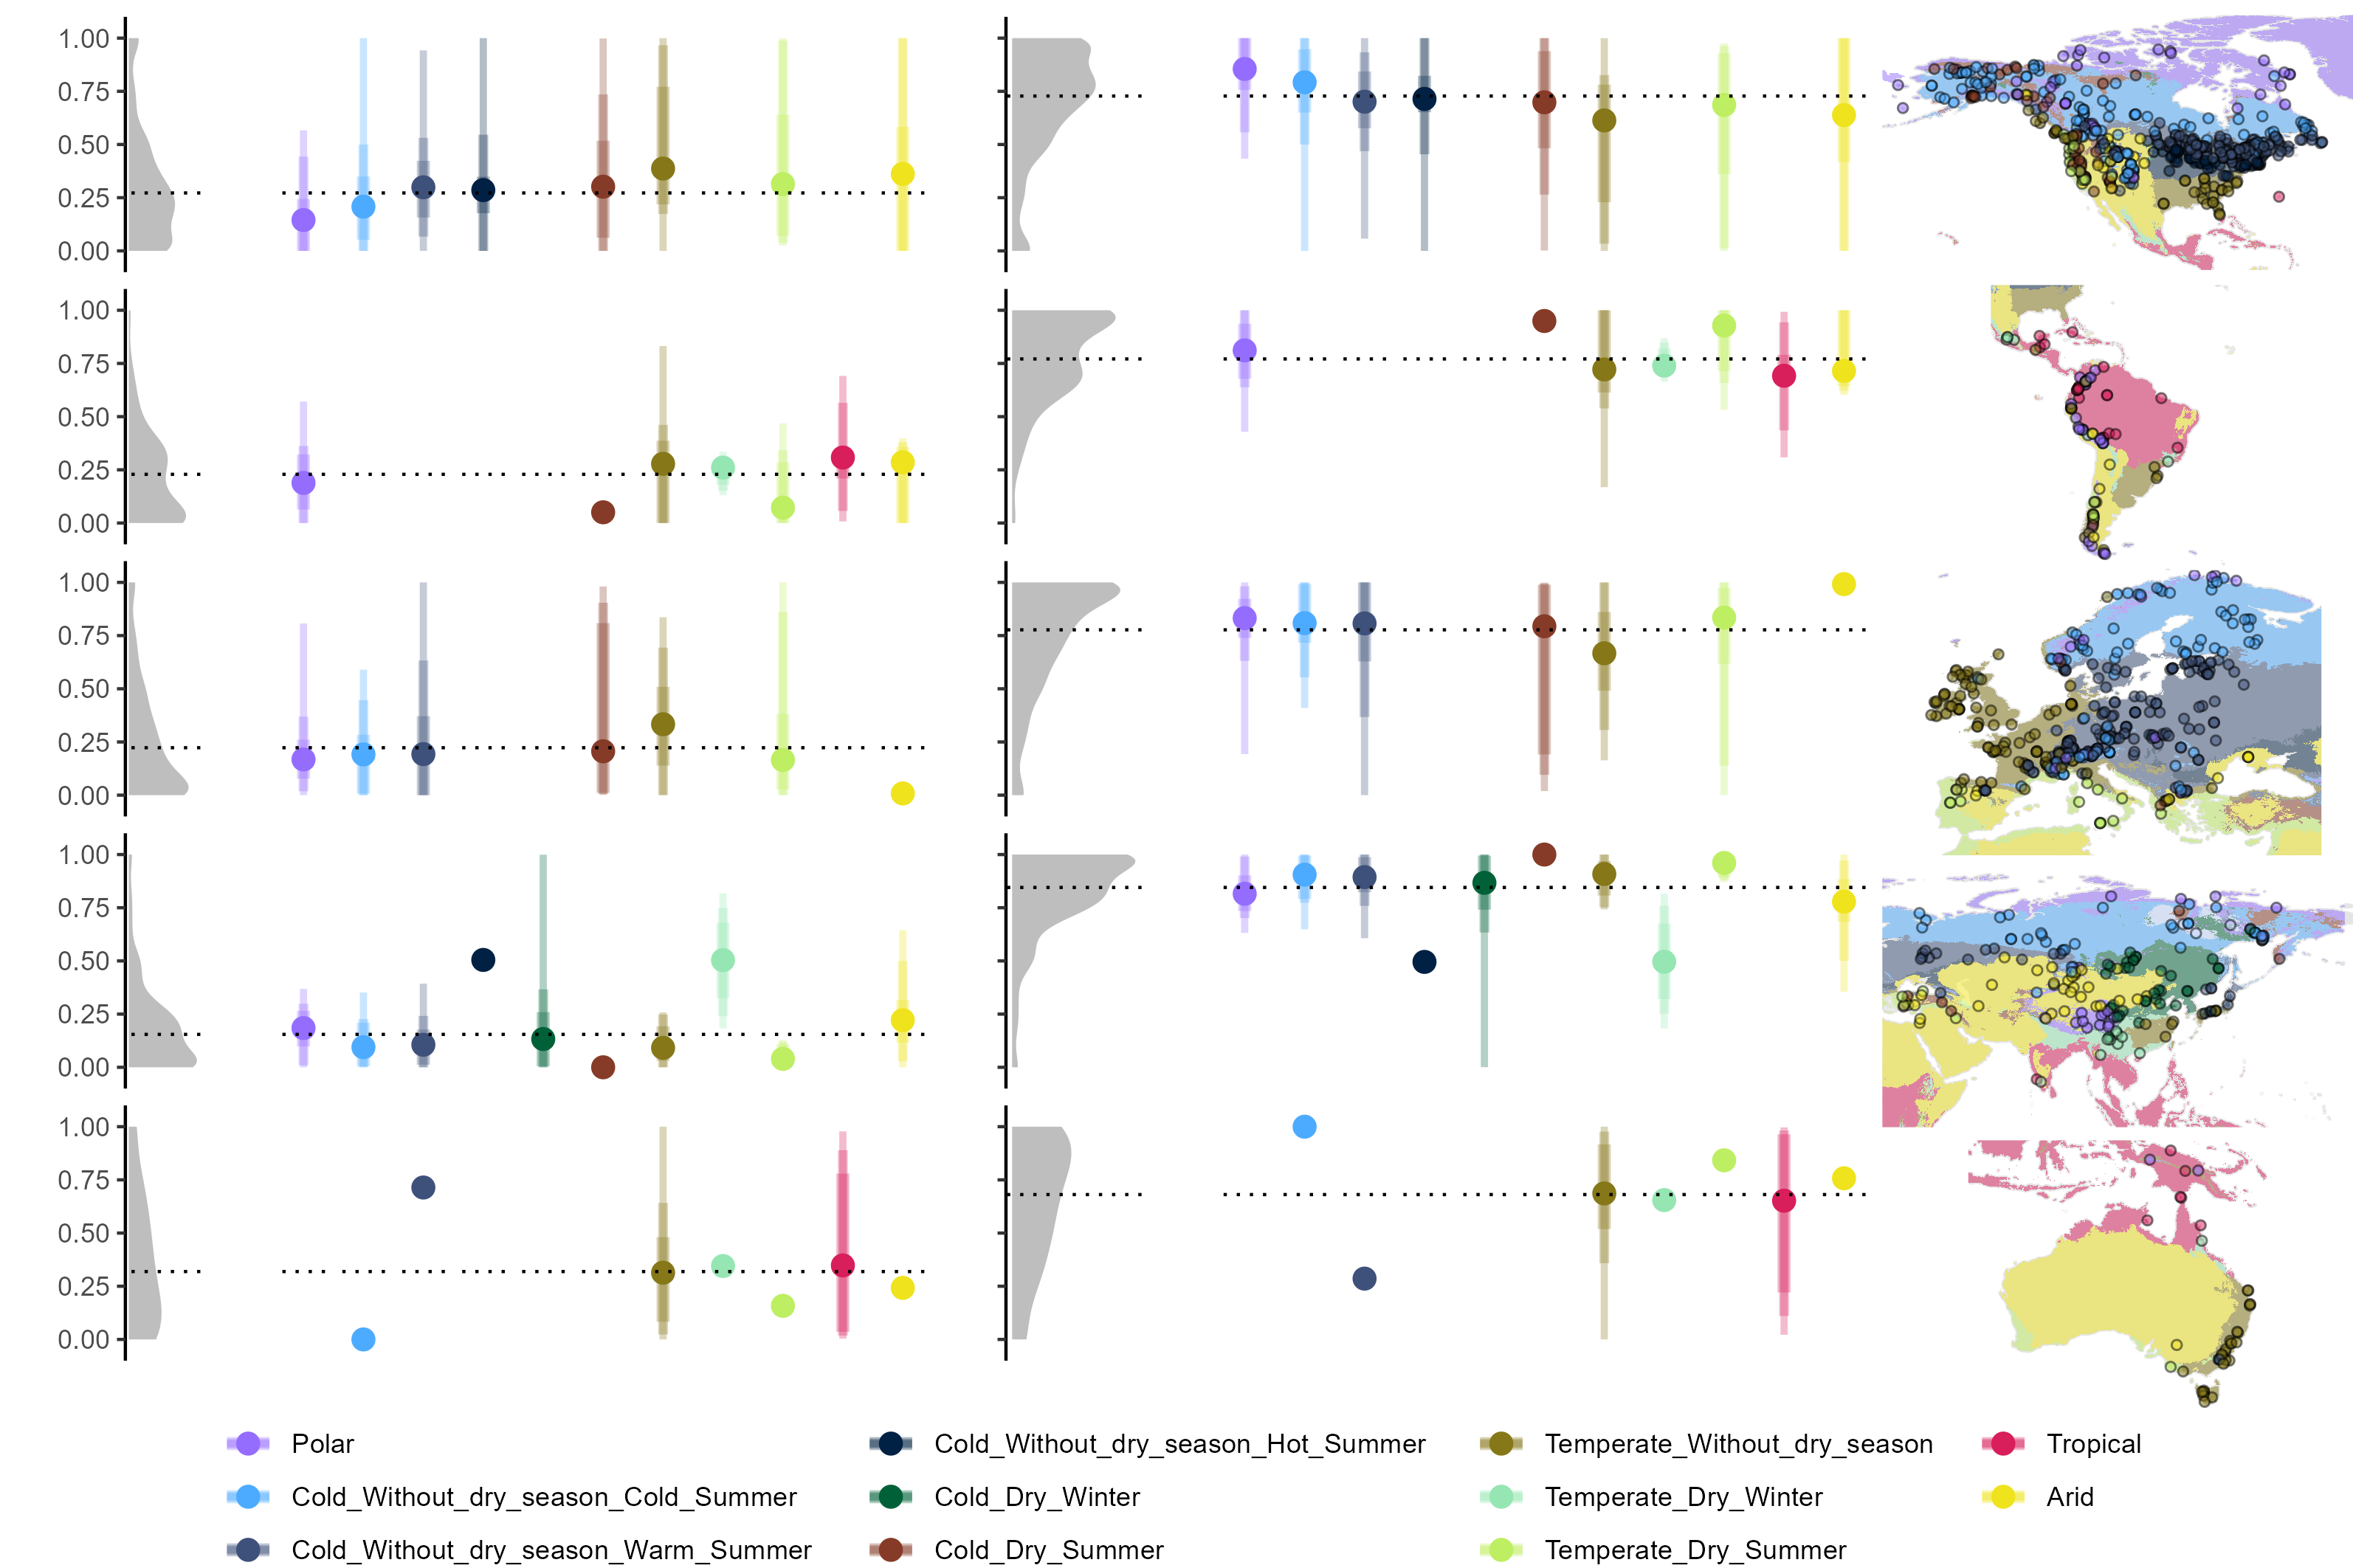 1.00
0.75
0.50
0.25
0.00
1.00
0.75
0.50
0.25
0.00
1.00
0.75
0.50
0.25
0.00
1.00
0.75
0.50
0.25
0.00
1.00
0.75
0.50
0.25
0.00
Polar
Cold_Without_dry_season_Cold_Summer
Cold_Without_dry_season_Warm_Summer
Cold_Without_dry_season_Hot_Summer
Cold_Dry_Winter
Cold_Dry_Summer
Temperate_Without_dry_season
Temperate_Dry_Winter
Temperate_Dry_Summer
Tropical
Arid